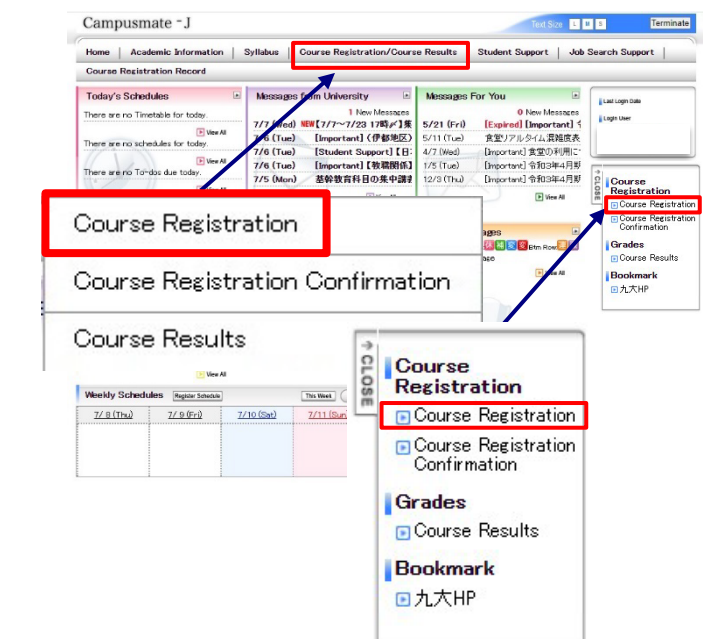 Campusmate-J
Text Size L M S
Terminate
Home | Academic Information | Syllabus | Course Registration/Course Results | Student Support | Job Search Support |
Course Registration Record
Today's Schedules
There are no Timetable for today.
View All
There are no schedules for today.
View All
There are no To-dos due today.
Messages from University
1 New Messages
7/7 (Wed) NEW【7/7～7/23 17時〆】集
7/6 (Tue) [Important]《伊都地区》
7/6 (Tue) [Student Support]【日:
7/6 (Tue) [Important]【教職関係】
7/5 (Mon) 基幹教育科目の集中講義
Messages For You
0 New Messages
5/21 (Fri) [Expired] [Important]
5/11 (Tue) 食堂リアルタイム混雑度表
4/7 (Wed) [Important] 食堂の利用に
1/5 (Tue) [Important] 令和3年4月期
12/3 (Thu) [Important] 令和3年4月期
View All
Last Login Date
Login User
CLOSE
Course
Registration
Course Registration
Course Registration
Confirmation
Grades
Course Results
Bookmark
九大HP
ages
休 補 変
Btm Row
View All
Course Registration
Course Registration Confirmation
Course Results
View All
Weekly Schedules Register Schedule This Week
7/ 8 (Thu) 7/ 9 (Fri) 7/10 (Sat) 7/11 (Sun)
CLOSE
Course
Registration
Course Registration
Course Registration
Confirmation
Grades
Course Results
Bookmark
九大HP